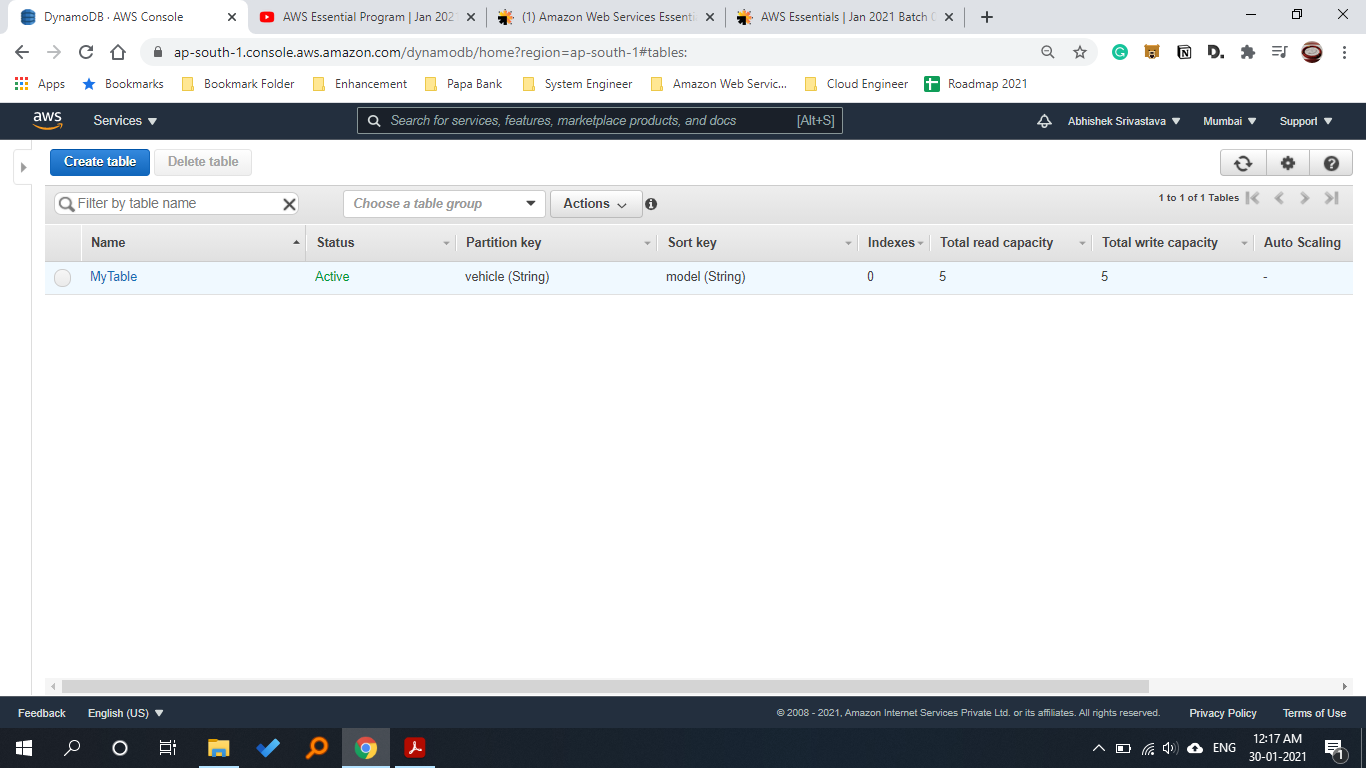 DynamoDB · AWS Console
AWS Essential Program | Jan 2021
(1) Amazon Web Services Essenti
AWS Essentials | Jan 2021 Batch
ap-south-1.console.aws.amazon.com/dynamodb/home?region=ap-south-1#tables:
Apps Bookmarks Bookmark Folder Enhancement Papa Bank System Engineer Amazon Web Servic... Cloud Engineer Roadmap 2021
aws Services Search for services, features, marketplace products, and docs [Alt+S] Abhishek Srivastava Mumbai Support
Create table Delete table
Filter by table name Choose a table group Actions 1 to 1 of 1 Tables
Name Status Partition key Sort key Indexes Total read capacity Total write capacity Auto Scaling
MyTable Active vehicle (String) model (String) 0 5 5 -
Feedback English (US) © 2008 - 2021, Amazon Internet Services Private Ltd. or its affiliates. All rights reserved. Privacy Policy Terms of Use
ENG 12:17 AM
30-01-2021 1